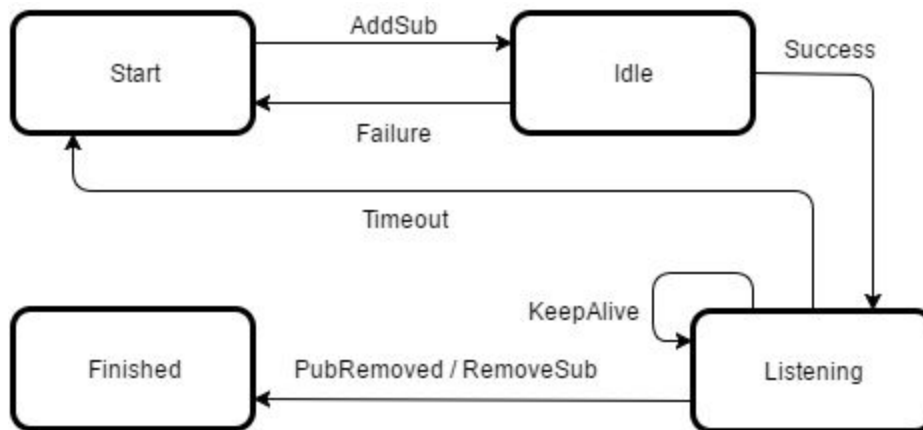 AddSub
Start
Idle
Success
Failure
Timeout
KeepAlive
Finished
PubRemoved / RemoveSub
Listening